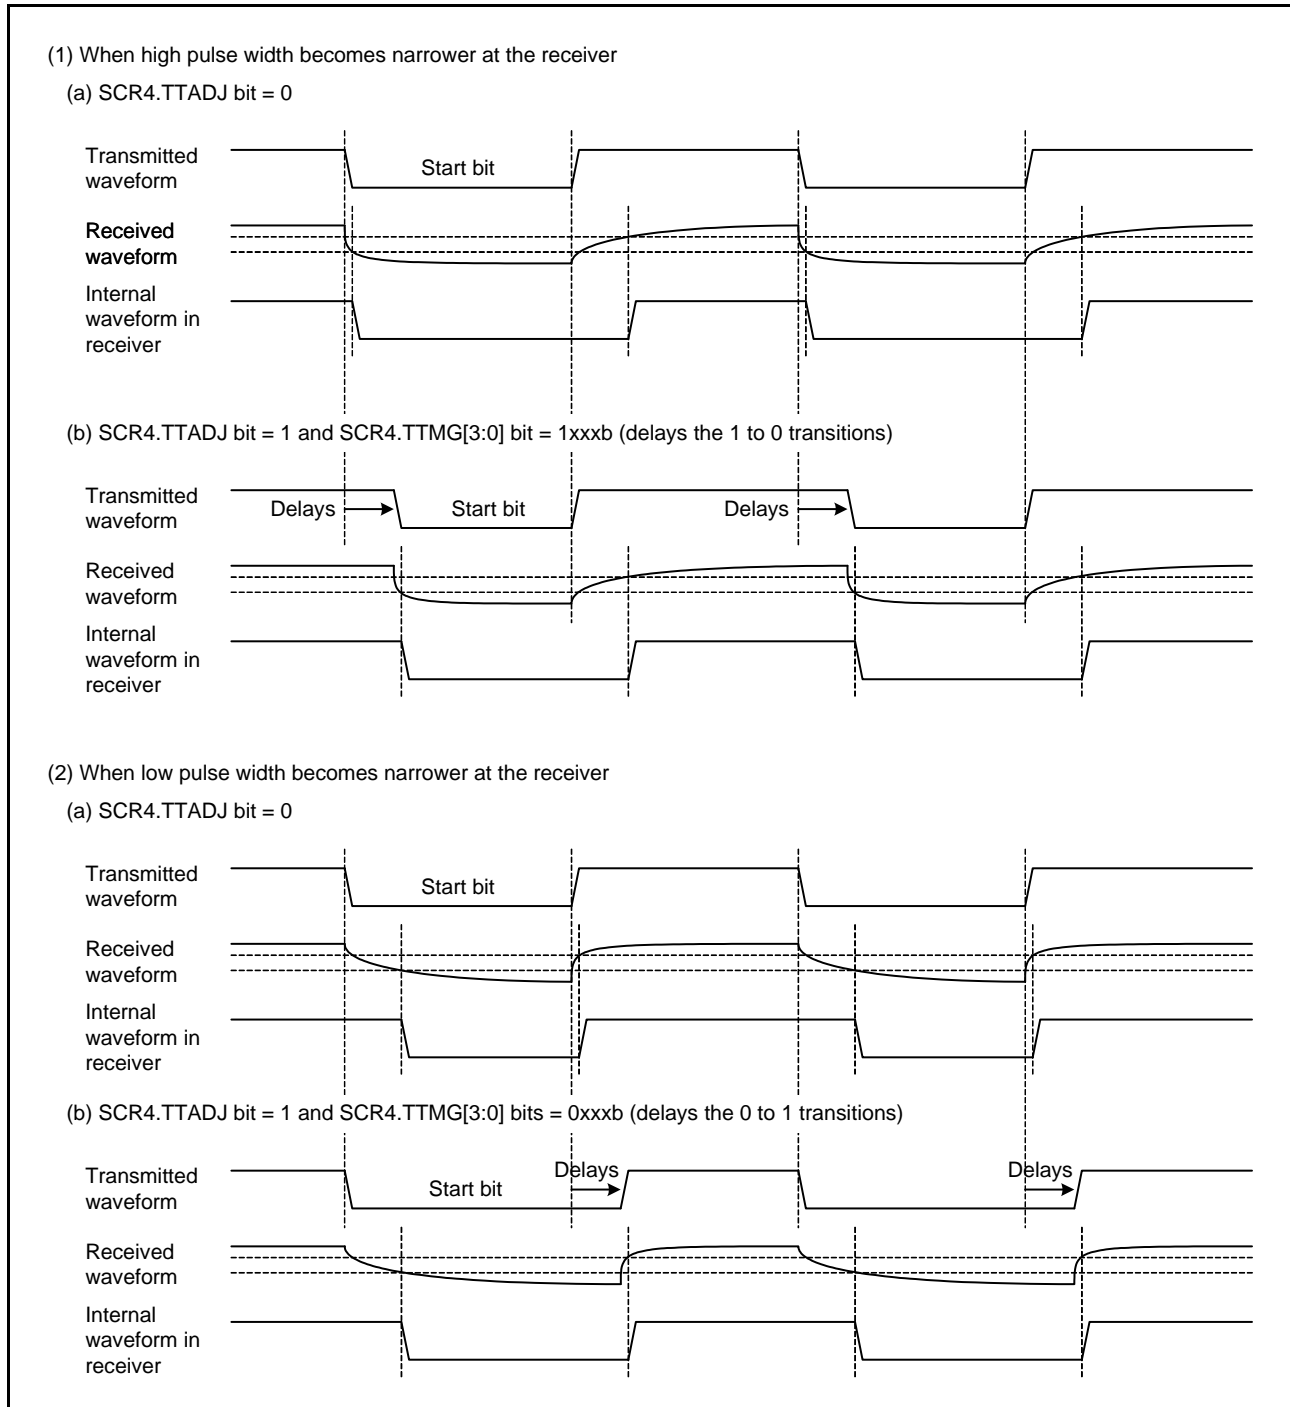 (1) When high pulse width becomes narrower at the receiver
(a) SCR4.TTADJ bit = 0
Transmitted
waveform
Start bit
Received
waveform
Internal
waveform in
receiver
(b) SCR4.TTADJ bit = 1 and SCR4.TTMG[3:0] bit = 1xxxb (delays the 1 to 0 transitions)
Transmitted
waveform
Delays
Start bit
Delays
Received
waveform
Internal
waveform in
receiver
(2) When low pulse width becomes narrower at the receiver
(a) SCR4.TTADJ bit = 0
Transmitted
waveform
Start bit
Received
waveform
Internal
waveform in
receiver
(b) SCR4.TTADJ bit = 1 and SCR4.TTMG[3:0] bits = 0xxxb (delays the 0 to 1 transitions)
Transmitted
waveform
Start bit
Delays
Delays
Received
waveform
Internal
waveform in
receiver